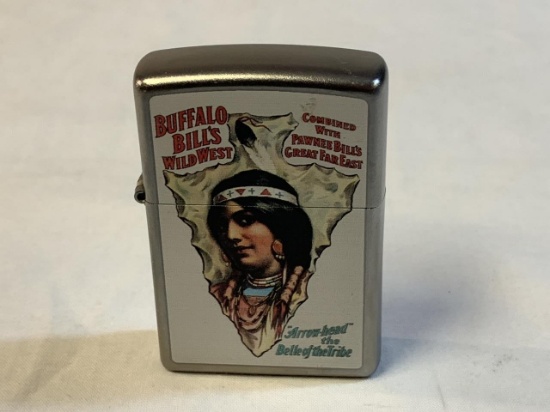 BUFFALO
BILL'S
WILD WEST
COMBINED
WITH
PAWNEE BILL'S
GREAT FAR EAST
"Arrow-head"
the
Belle of the Tribe